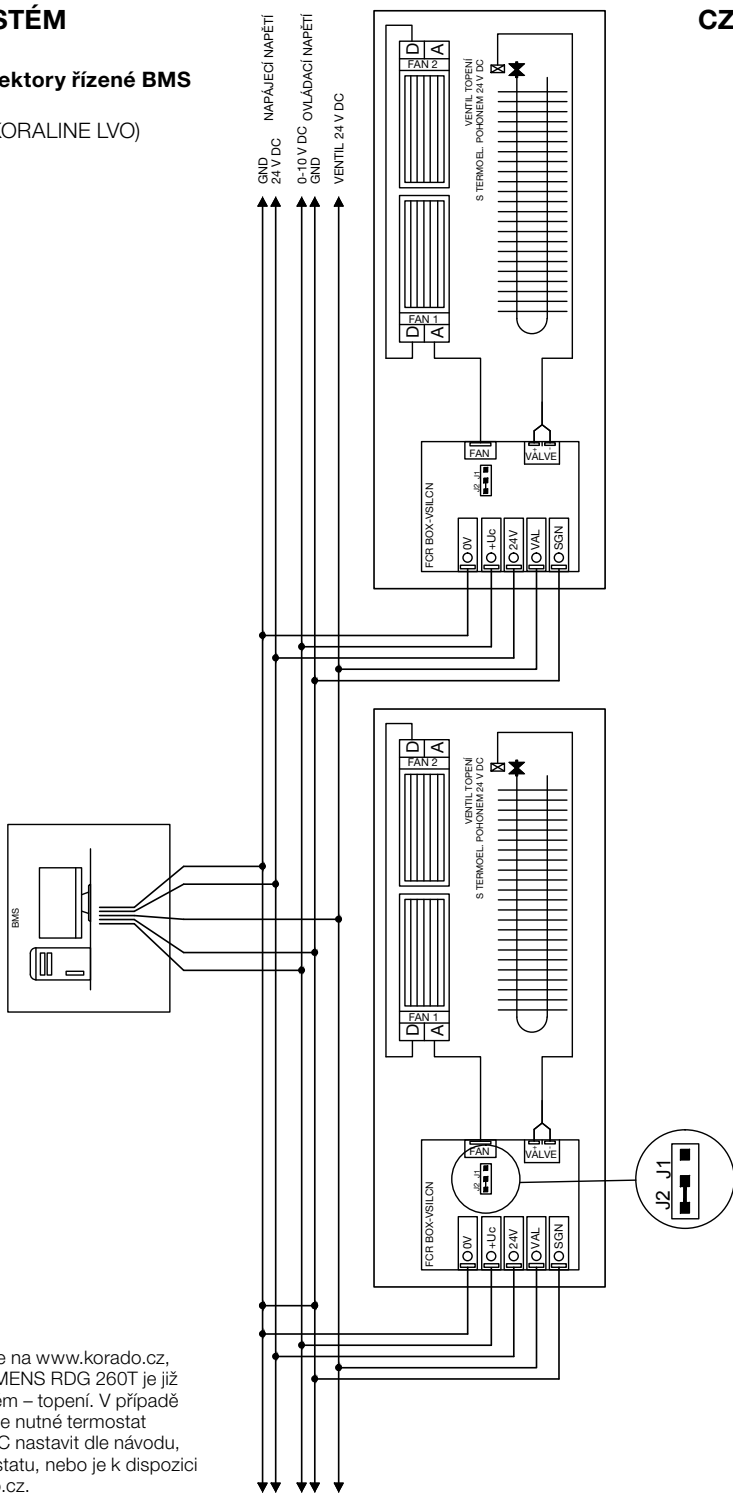 STÉM
CZ
ektory řízené BMS
KORALINE LVO)
GND
24 V DC
NAPÁJECÍ NAPĚTÍ
0-10 V DC
GND
OVLÁDACÍ NAPĚTÍ
VENTIL 24 V DC
D
A
FAN 2
FAN 1
D
A
VENTIL TOPENÍ
S TERMOEL. POHONEM 24 V DC
FAN
+ -
VALVE
J2 J1
FCR BOX-VSILCN
0V
+Uc
24V
VAL
SGN
BMS
D
A
FAN 2
FAN 1
D
A
VENTIL TOPENÍ
S TERMOEL. POHONEM 24 V DC
FAN
+ -
VALVE
J2 J1
FCR BOX-VSILCN
0V
+Uc
24V
VAL
SGN
J2 J1
e na www.korado.cz,
MENS RDG 260T je již
em – topení. V případě
e nutné termostat
C nastavit dle návodu,
statu, nebo je k dispozici
o.cz.